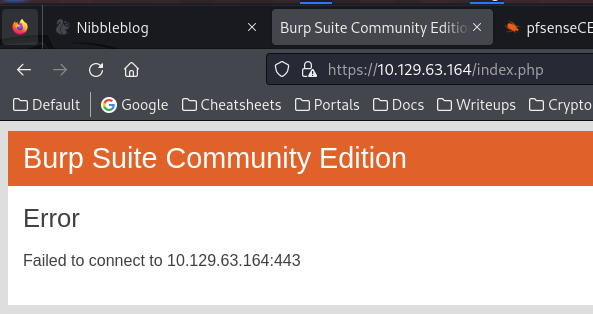 Nibbleblog
Burp Suite Community Editio
pfsenseCE
https://10.129.63.164/index.php
Default
Google
Cheatsheets
Portals
Docs
Writeups
Crypto
Burp Suite Community Edition
Error
Failed to connect to 10.129.63.164:443